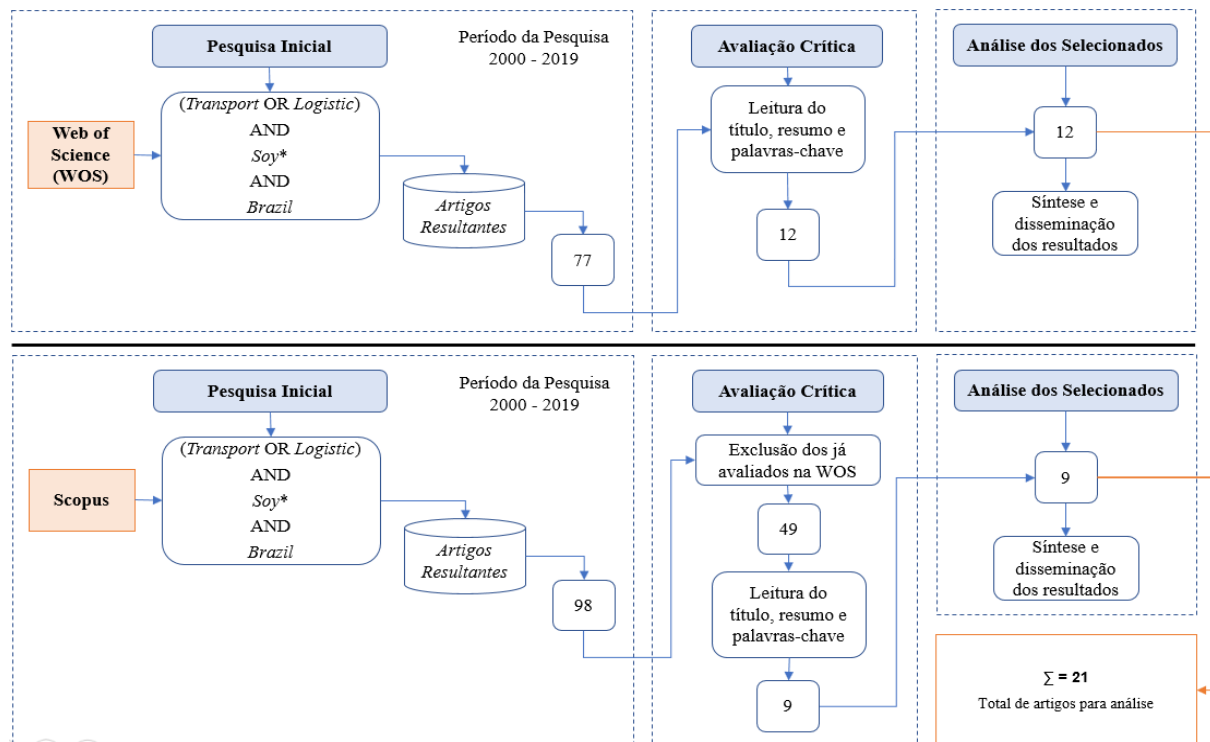 Pesquisa Inicial
Período da Pesquisa
2000 - 2019
(Transport OR Logistic)
AND
Soy*
AND
Brazil
Web of
Science
(WOS)
Artigos
Resultantes
77
Avaliação Crítica
Leitura do
título, resumo e
palavras-chave
12
Análise dos Selecionados
12
Síntese e
disseminação
dos resultados
Pesquisa Inicial
Período da Pesquisa
2000 - 2019
(Transport OR Logistic)
AND
Soy*
AND
Brazil
Scopus
Artigos
Resultantes
98
Avaliação Crítica
Exclusão dos já
avaliados na WOS
49
Leitura do
título, resumo e
palavras-chave
9
Análise dos Selecionados
9
Síntese e
disseminação
dos resultados
∑ = 21
Total de artigos para análise